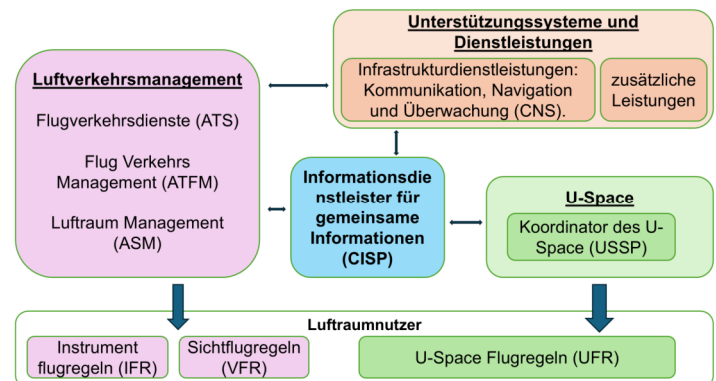 Unterstützungssysteme und
Dienstleistungen
Luftverkehrsmanagement
Flugverkehrsdienste (ATS)
Flug Verkehrs
Management (ATFM)
Luftraum Management
(ASM)
Infrastrukturdienstleistungen:
Kommunikation, Navigation
und Überwachung (CNS).
zusätzliche
Leistungen
Informationsdie
nstleister für
gemeinsame
Informationen
(CISP)
U-Space
Koordinator des U-
Space (USSP)
Luftraumnutzer
Instrument
flugregeln (IFR)
Sichtflugregeln
(VFR)
U-Space Flugregeln (UFR)